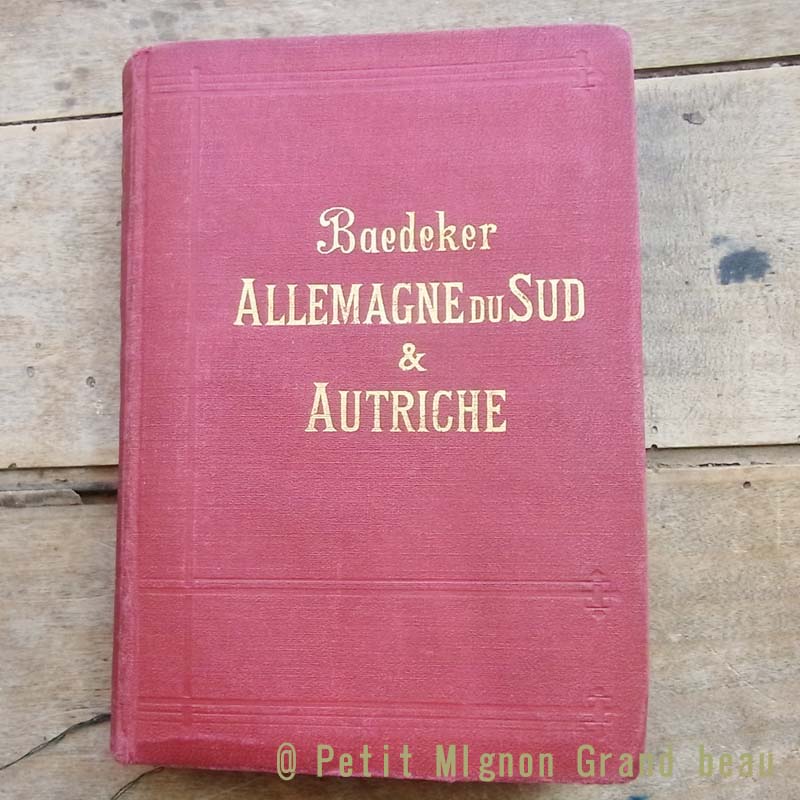 Baedeker
ALLEMAGNE DU SUD
&
AUTRICHE
@ Petit MIgnon Grand beau